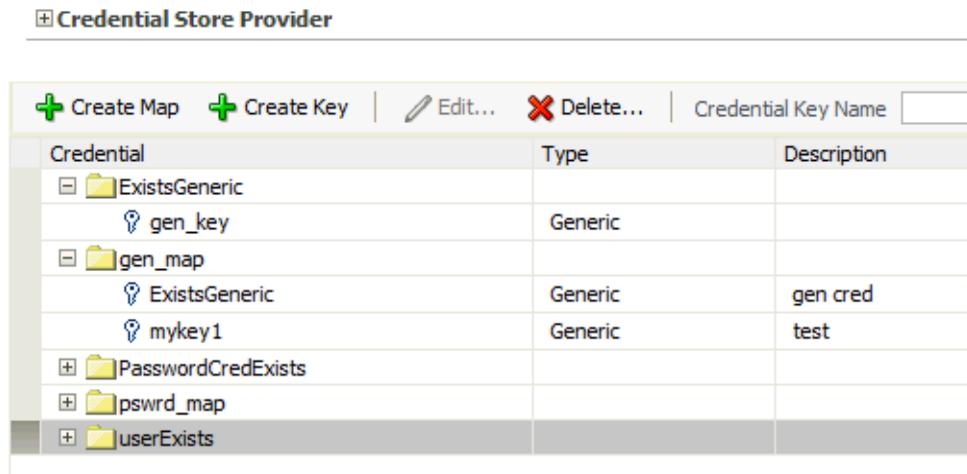 Credential Store Provider
Create Map Create Key Edit... Delete... Credential Key Name
Credential Type Description
ExistsGeneric
gen_key Generic
gen_map
ExistsGeneric Generic gen cred
mykey1 Generic test
PasswordCredExists
pswrd_map
userExists